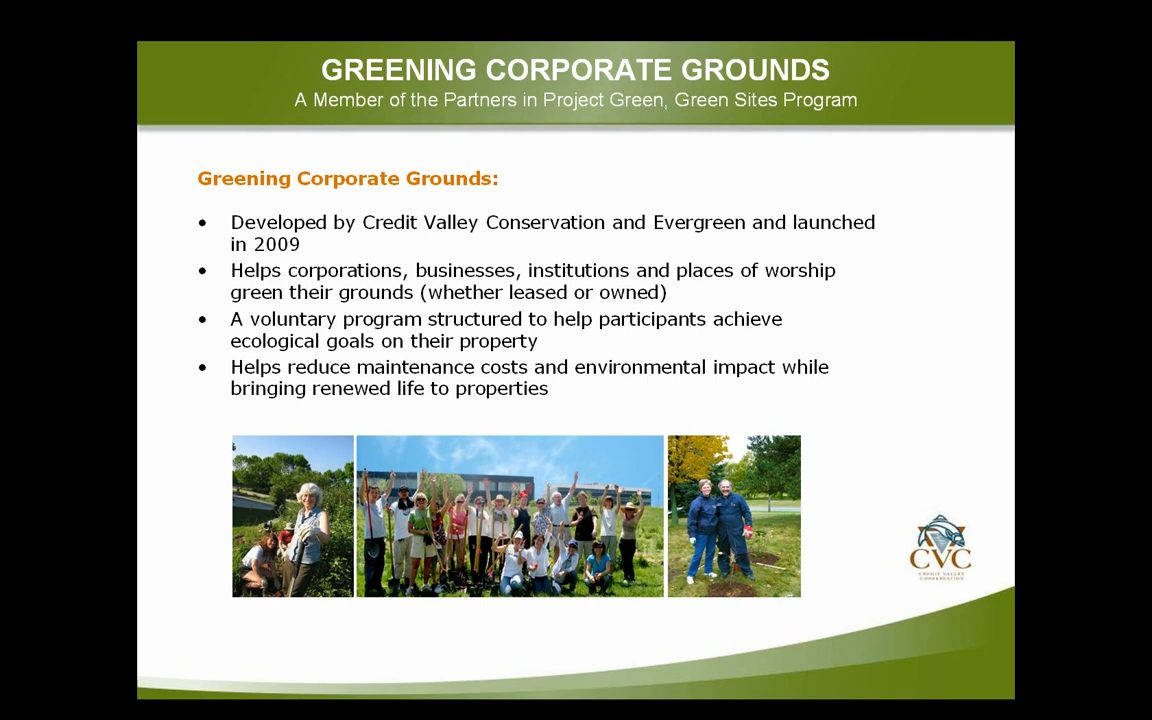 GREENING CORPORATE GROUNDS
A Member of the Partners in Project Green, Green Sites Program
Greening Corporate Grounds:
• Developed by Credit Valley Conservation and Evergreen and launched
in 2009
• Helps corporations, businesses, institutions and places of worship
green their grounds (whether leased or owned)
• A voluntary program structured to help participants achieve
ecological goals on their property
• Helps reduce maintenance costs and environmental impact while
bringing renewed life to properties
CVC
CREDIT VALLEY
CONSERVATION